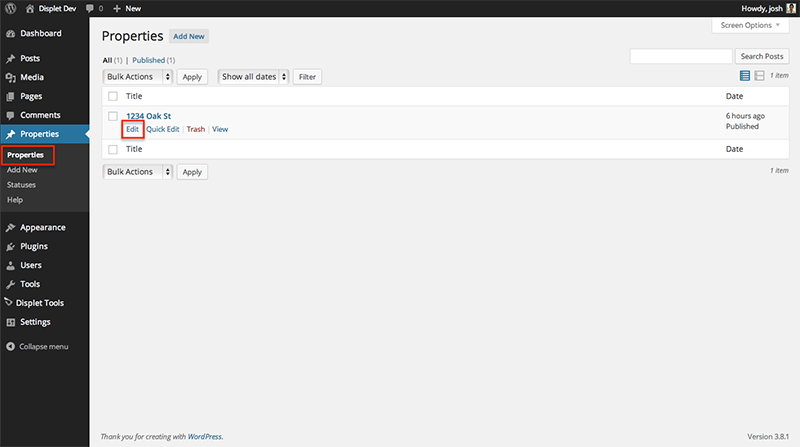 Displet Dev 0 New Howdy, josh
Screen Options
Dashboard
Posts
Media
Pages
Comments
Properties
Properties
Add New
Statuses
Help
Appearance
Plugins
Users
Tools
Displet Tools
Settings
Collapse menu
Properties Add New
All (1) | Published (1)
Search Posts
Bulk Actions Apply Show all dates Filter 1 item
Title Date
1234 Oak St 6 hours ago
Edit | Quick Edit | Trash | View Published
Title Date
Bulk Actions Apply 1 item
Thank you for creating with WordPress. Version 3.8.1